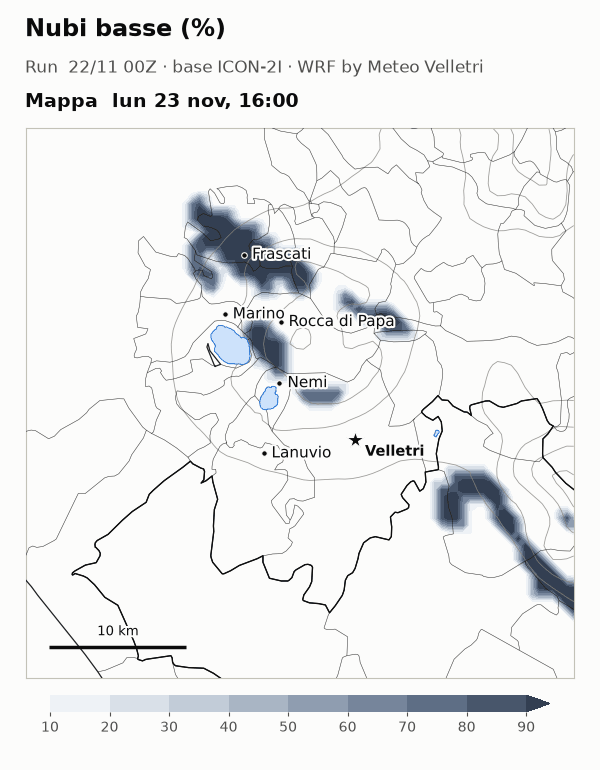 Nubi basse (%)
Run  22/11 00Z · base ICON-2I · WRF by Meteo Velletri
Mappa  lun 23 nov, 16:00
Frascati
Marino
Rocca di Papa
Nemi
Velletri
Lanuvio
10 km
10 20 30 40 50 60 70 80 90